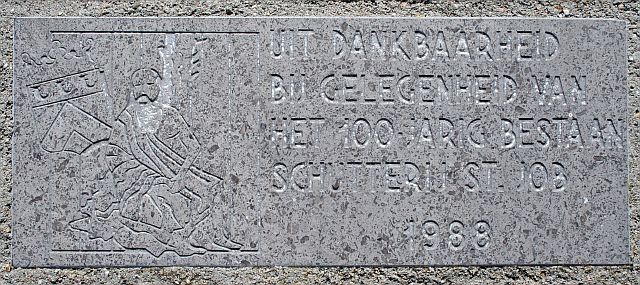 UIT DANKBAARHEID
BIJ GELEGENHEID VAN
HET 100-JARIG BESTAAN
SCHUTTERIJ ST. JOB
1988